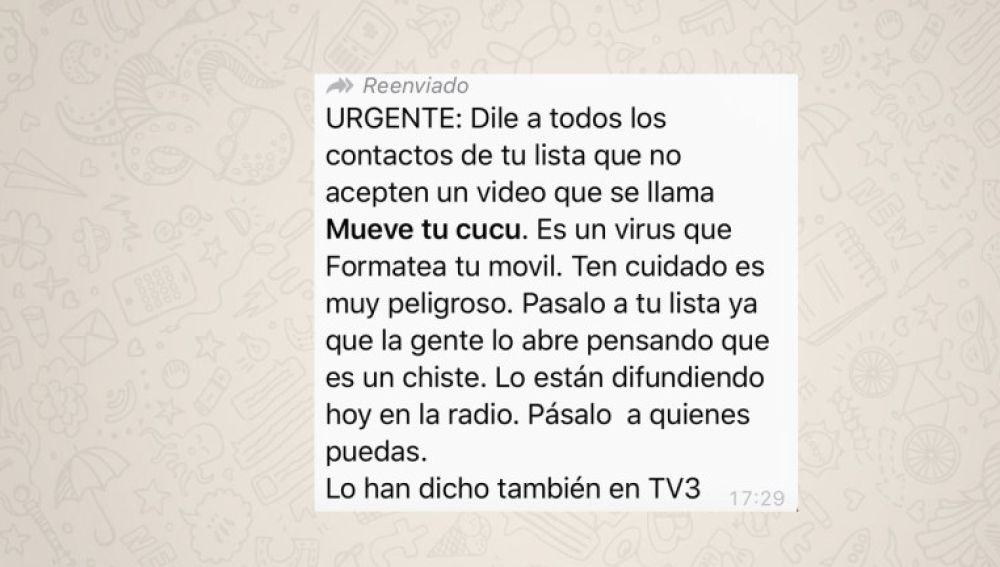 Reenviado
URGENTE: Dile a todos los
contactos de tu lista que no
acepten un video que se llama
Mueve tu cucu. Es un virus que
Formatea tu movil. Ten cuidado es
muy peligroso. Pasalo a tu lista ya
que la gente lo abre pensando que
es un chiste. Lo están difundiendo
hoy en la radio. Pásalo  a quienes
puedas.
Lo han dicho también en TV3
17:29